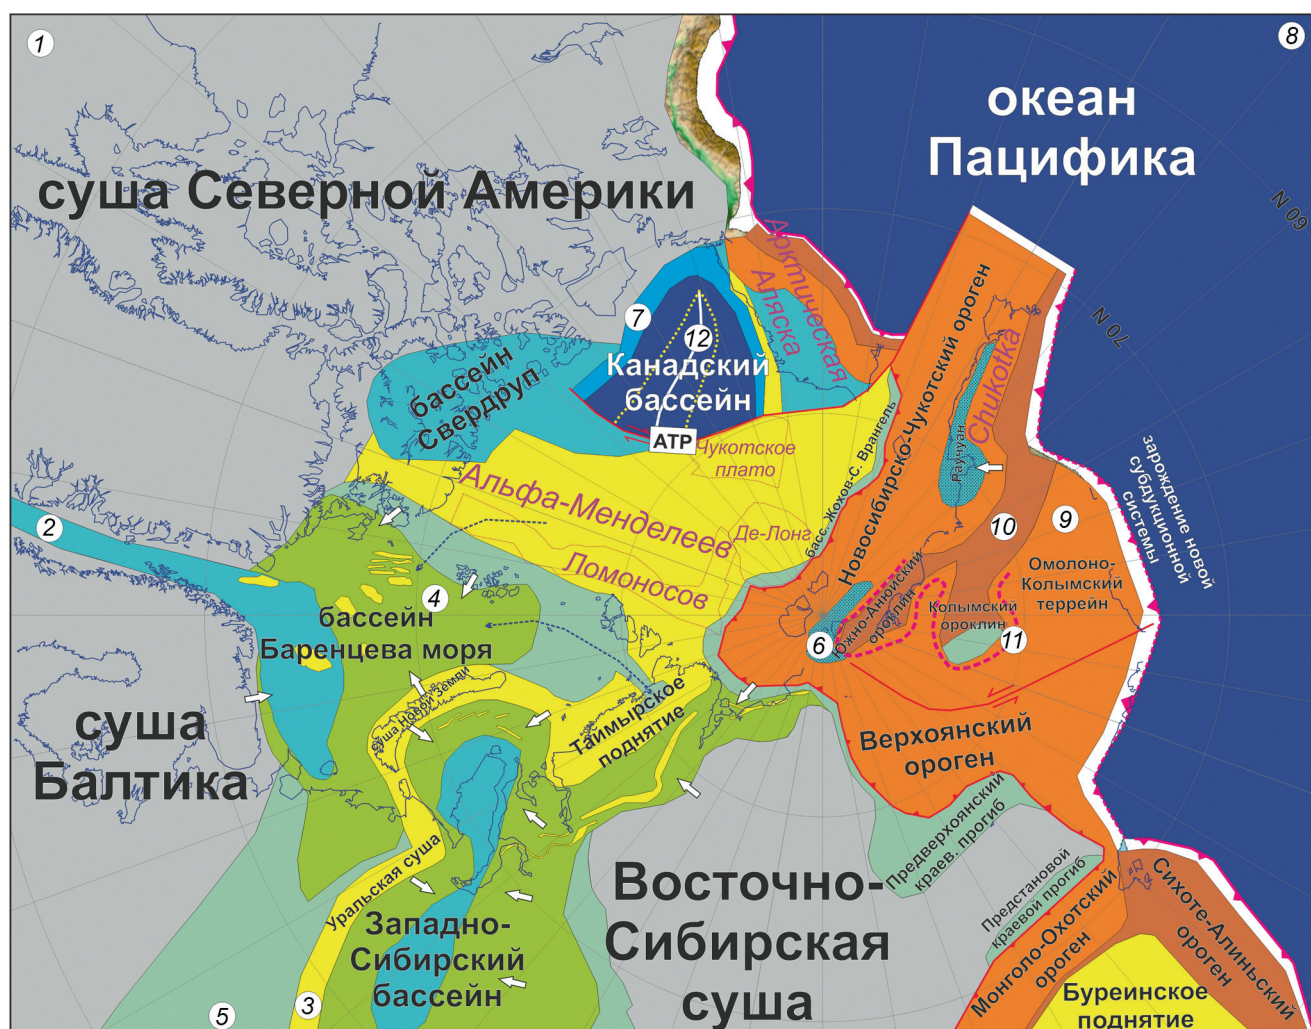 1
8
океан
Пацифика
суша Северной Америки
60 N
70 N
Арктическая
Аляска
7
12
Канадский
бассейн
бассейн
Свердруп
АТР
Чукотское
плато
Альфа-Менделеев
Де-Лонг
Ломоносов
басс. Жохов-С. Врангель
Новосибирско-Чукотский ороген
Chukotka
Раучуан
зарождение новой
субдукционной
системы
2
10
9
4
Омолоно-
Колымский
террейн
бассейн
Баренцева моря
Южно-Анюйский
ороклин
Колымский
ороклин
6
11
суша Новой Земли
Таймырское
поднятие
суша
Балтика
Верхоянский
ороген
Предверхоянский
краев. прогиб
Уральская суша
Восточно-
Сибирская
суша
Предстановой
краевой прогиб
Западно-
Сибирский
бассейн
Монголо-Охотский
ороген
Сихоте-Алиньский
ороген
Буреинское
поднятие
5
3